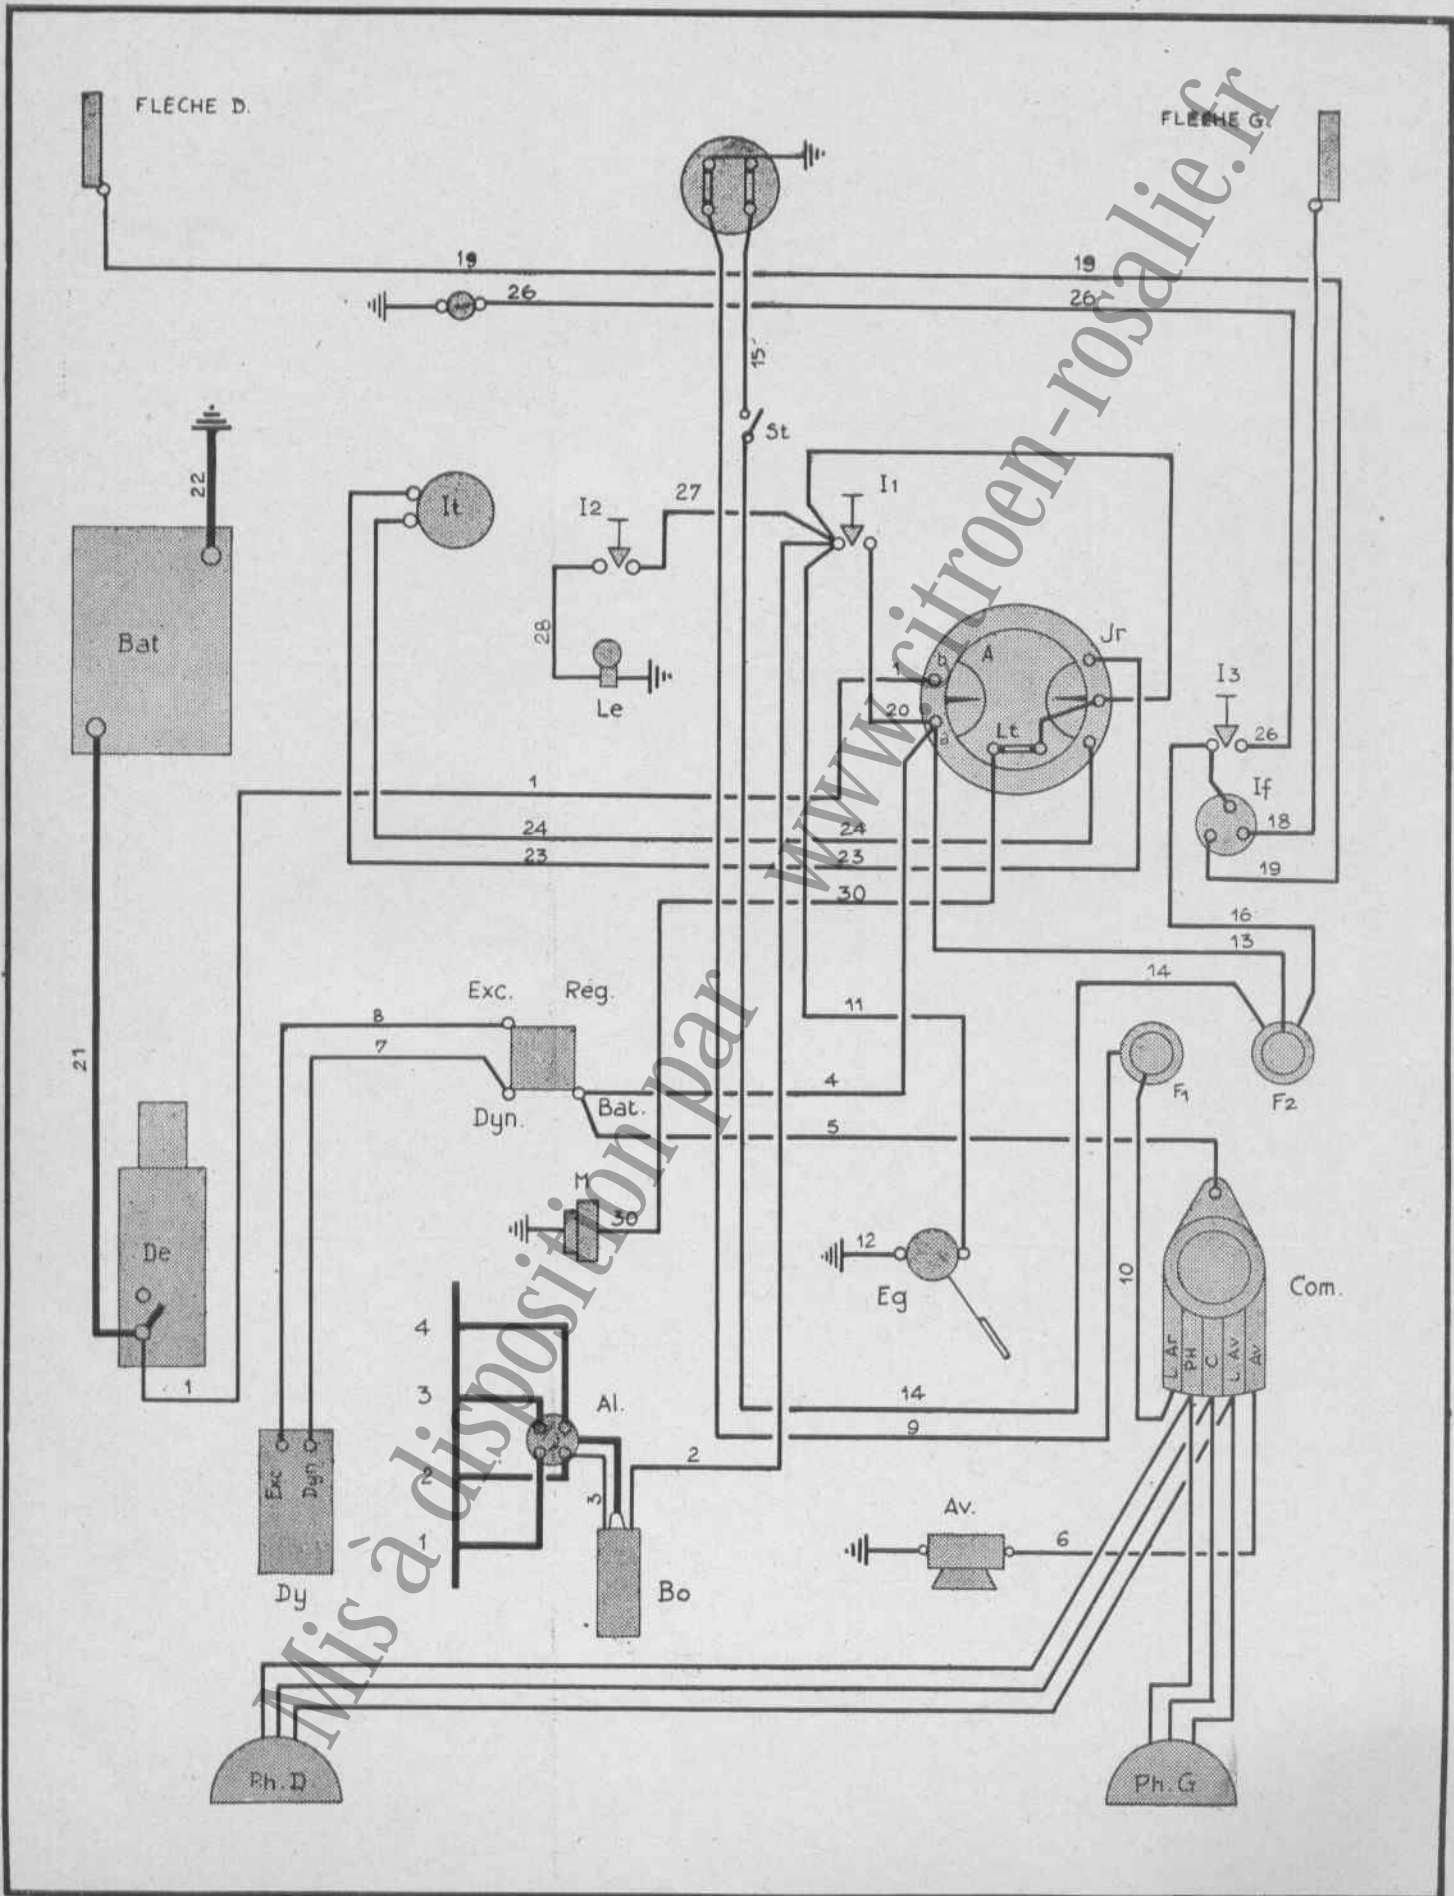 FLÈCHE D.
FLÈCHE G.
19
19
26
26
15
St
22
It
I2
27
I1
Bat
28
Le
1
b
A
Jr
20
a
Lt
I3
26
If
18
19
1
24
24
23
23
30
16
13
14
Exc.
Rég.
8
7
11
21
Dyn.
Bat.
4
5
F1
F2
M
30
De
12
Eg
10
Com.
L Ar
PH
C
L Av
Av
4
3
2
1
1
Al.
14
9
2
3
Exc
Dyn
Dy
Bo
Av.
6
Ph. D
Ph. G
Mis à disposition par www.citroen-rosalie.fr